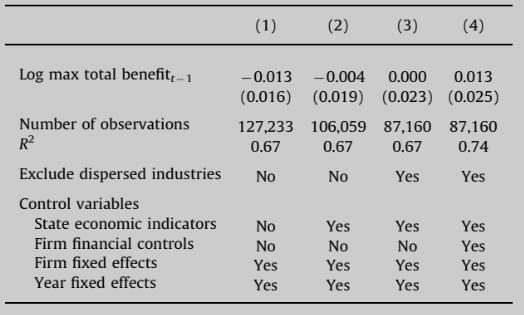 (1) (2) (3) (4)
Log max total benefit_{t−1} −0.013 −0.004 0.000 0.013
(0.016) (0.019) (0.023) (0.025)
Number of observations 127,233 106,059 87,160 87,160
R² 0.67 0.67 0.67 0.74
Exclude dispersed industries No No Yes Yes
Control variables
State economic indicators No Yes Yes Yes
Firm financial controls No No No Yes
Firm fixed effects Yes Yes Yes Yes
Year fixed effects Yes Yes Yes Yes